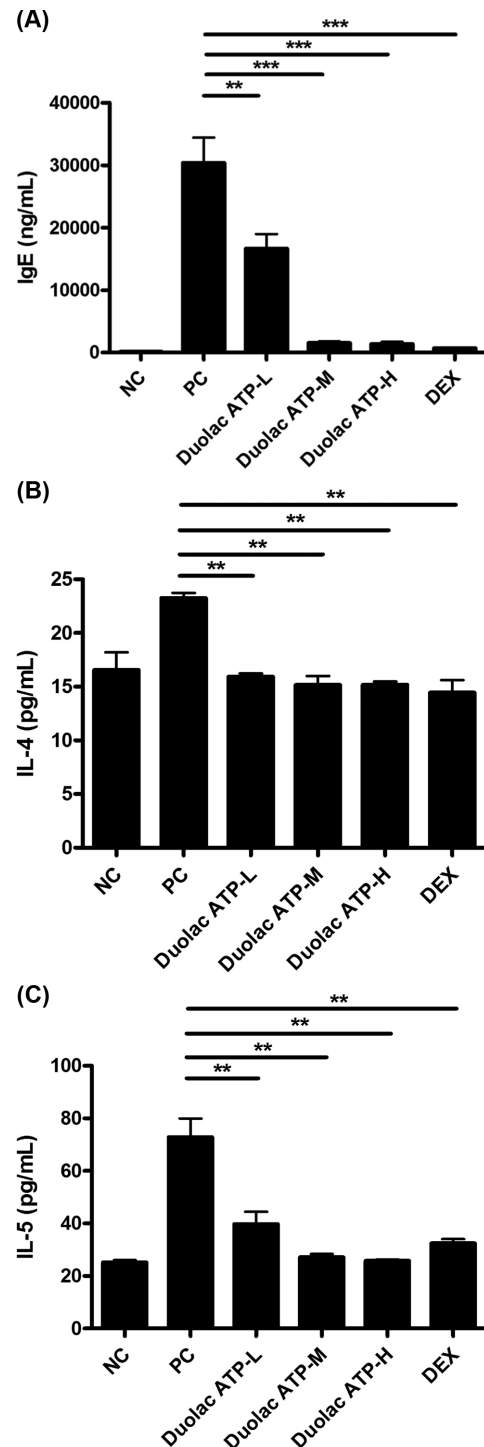 (A)
***
***
***
**
IgE (ng/mL)
40000
30000
20000
10000
0
NC
PC
Duolac ATP-L
Duolac ATP-M
Duolac ATP-H
DEX
(B)
**
**
**
**
IL-4 (pg/mL)
25
20
15
10
5
0
NC
PC
Duolac ATP-L
Duolac ATP-M
Duolac ATP-H
DEX
(C)
**
**
**
**
IL-5 (pg/mL)
100
80
60
40
20
0
NC
PC
Duolac ATP-L
Duolac ATP-M
Duolac ATP-H
DEX